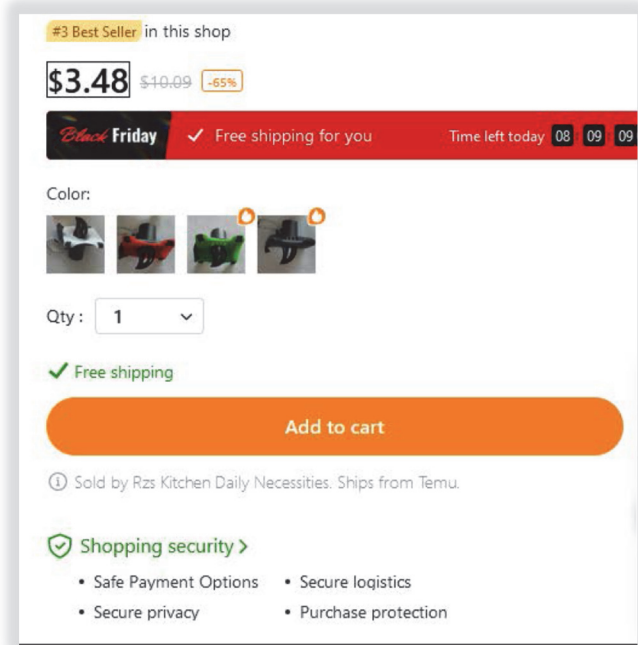 #3 Best Seller in this shop
$3.48 $10.09 -65%
Black Friday ✓ Free shipping for you Time left today 08 : 09 : 09
Color:
Qty : 1
Free shipping
Add to cart
Sold by Rzs Kitchen Daily Necessities. Ships from Temu.
Shopping security >
• Safe Payment Options • Secure logistics
• Secure privacy • Purchase protection